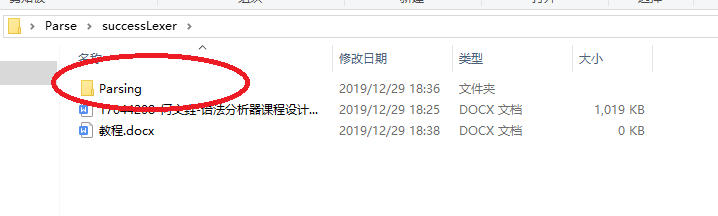 Parse > successLexer >
名称 修改日期 类型 大小
Parsing 2019/12/29 18:36 文件夹
语法分析器课程设计... 2019/12/29 18:25 DOCX 文档 1,019 KB
教程.docx 2019/12/29 18:38 DOCX 文档 0 KB